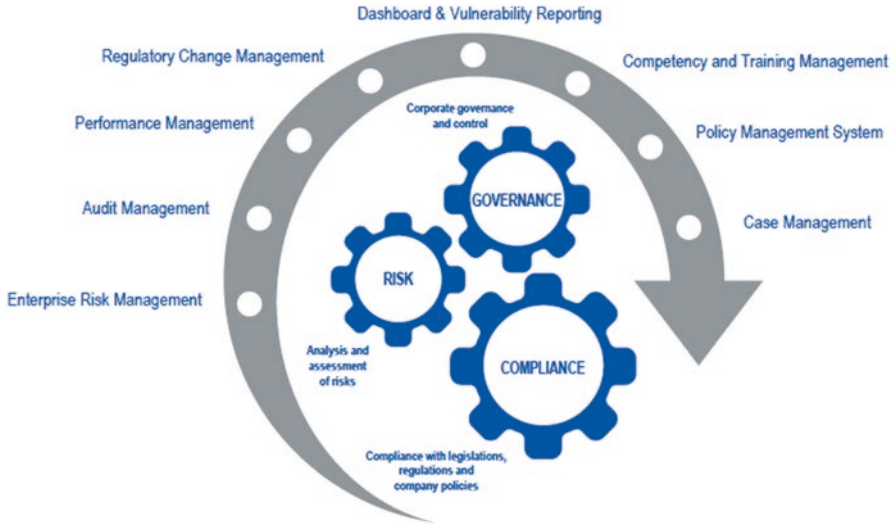 Dashboard & Vulnerability Reporting
Regulatory Change Management
Competency and Training Management
Corporate governance
and control
Performance Management
Policy Management System
GOVERNANCE
Audit Management
Case Management
RISK
Enterprise Risk Management
Analysis and
assessment
of risks
COMPLIANCE
Compliance with legislations,
regulations and
company policies